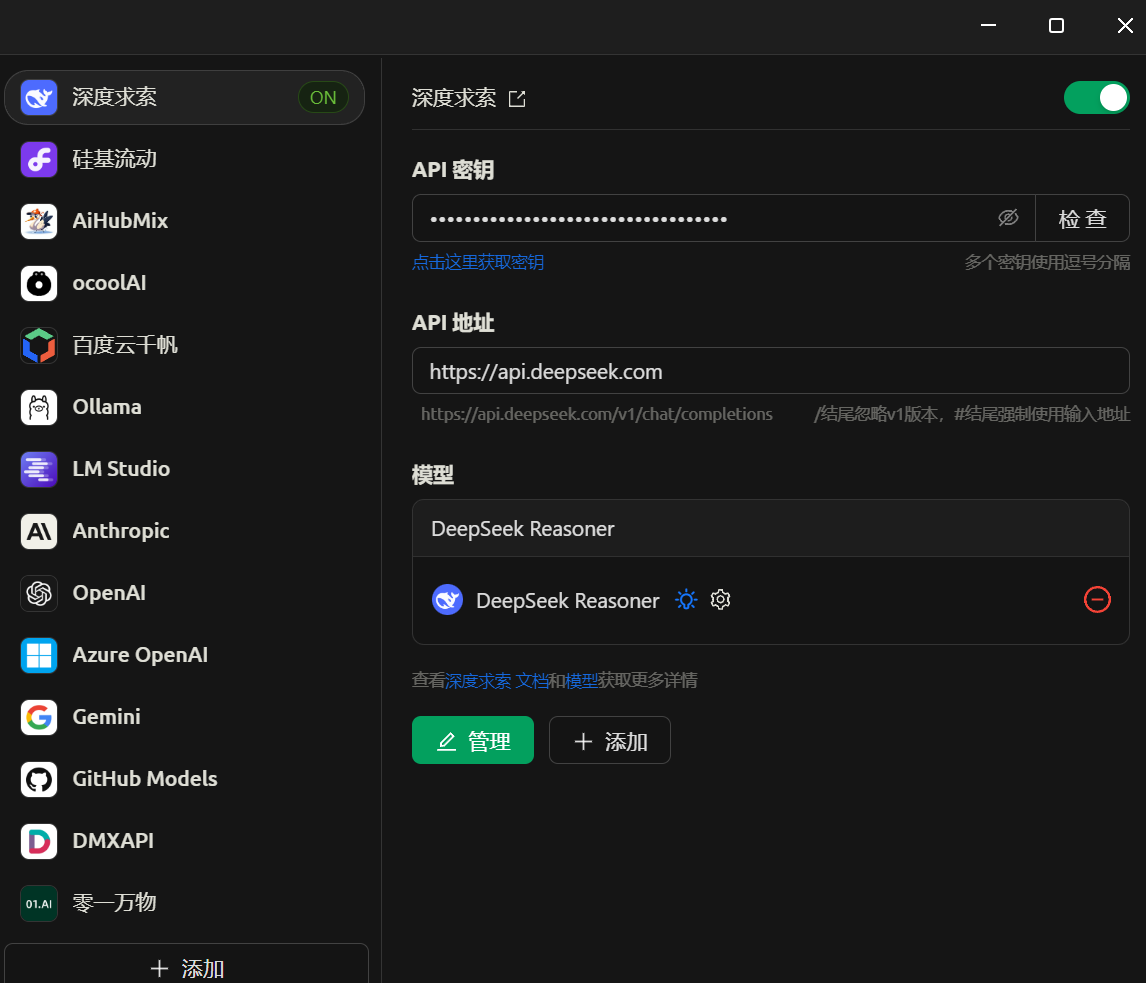 深度求索 ON
硅基流动
AiHubMix
ocoolAI
百度云千帆
Ollama
LM Studio
Anthropic
OpenAI
Azure OpenAI
Gemini
GitHub Models
DMXAPI
01.AI 零一万物
添加
深度求索
API 密钥
检 查
点击这里获取密钥 多个密钥使用逗号分隔
API 地址
https://api.deepseek.com
https://api.deepseek.com/v1/chat/completions /结尾忽略v1版本，#结尾强制使用输入地址
模型
DeepSeek Reasoner
DeepSeek Reasoner
查看深度求索 文档和模型获取更多详情
管理 添加